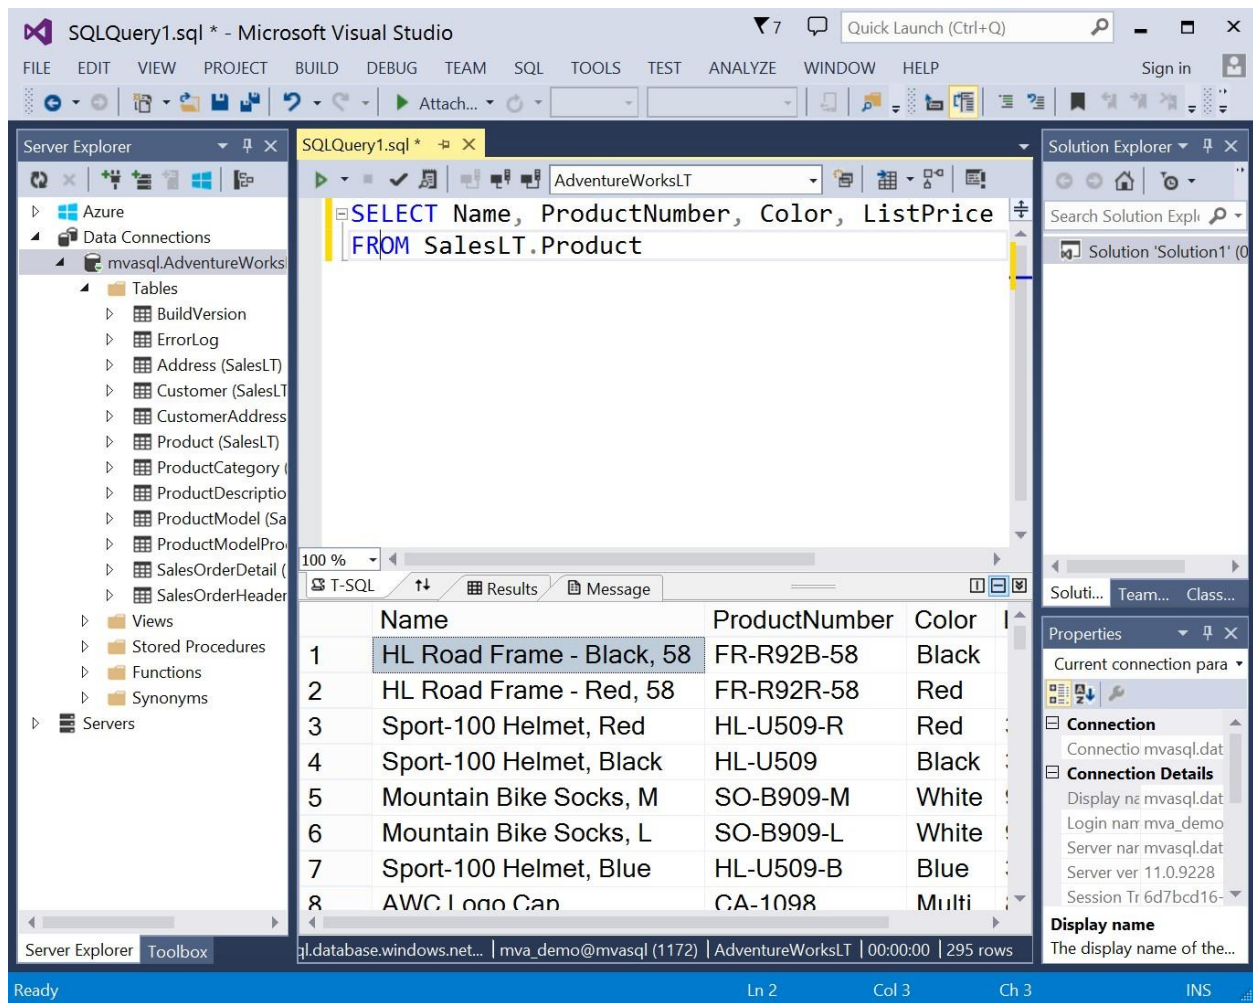 SQLQuery1.sql * - Microsoft Visual Studio
7
Quick Launch (Ctrl+Q)
FILE EDIT VIEW PROJECT BUILD DEBUG TEAM SQL TOOLS TEST ANALYZE WINDOW HELP
Sign in
Attach...
Server Explorer
Azure
Data Connections
mvasql.AdventureWorks
Tables
BuildVersion
ErrorLog
Address (SalesLT)
Customer (SalesLT
CustomerAddress
Product (SalesLT)
ProductCategory (
ProductDescriptio
ProductModel (Sa
ProductModelPro
SalesOrderDetail (
SalesOrderHeader
Views
Stored Procedures
Functions
Synonyms
Servers
Server Explorer Toolbox
SQLQuery1.sql *
AdventureWorksLT
SELECT Name, ProductNumber, Color, ListPrice
FROM SalesLT.Product
100 %
T-SQL Results Message
Name ProductNumber Color
1 HL Road Frame - Black, 58 FR-R92B-58 Black
2 HL Road Frame - Red, 58 FR-R92R-58 Red
3 Sport-100 Helmet, Red HL-U509-R Red
4 Sport-100 Helmet, Black HL-U509 Black
5 Mountain Bike Socks, M SO-B909-M White
6 Mountain Bike Socks, L SO-B909-L White
7 Sport-100 Helmet, Blue HL-U509-B Blue
8 AWC Logo Cap CA-1098 Multi
ql.database.windows.net... mva_demo@mvasql (1172) AdventureWorksLT 00:00:00 295 rows
Solution Explorer
Search Solution Expl
Solution 'Solution1' (0
Soluti... Team... Class...
Properties
Current connection para
Connection
Connectio mvasql.dat
Connection Details
Display na mvasql.dat
Login nam mva_demo
Server nar mvasql.dat
Server ver 11.0.9228
Session Tr 6d7bcd16-
Display name
The display name of the...
Ready Ln 2 Col 3 Ch 3 INS